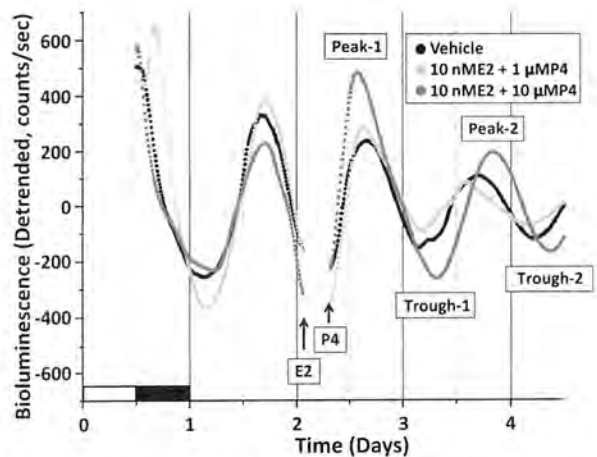 Bioluminescence (Detrended, counts/sec)
600
400
200
0
-200
-400
-600
Peak-1
Vehicle
10 nME2 + 1 µMP4
10 nME2 + 10 µMP4
Peak-2
Trough-1
Trough-2
P4
E2
0
1
2
3
4
Time (Days)